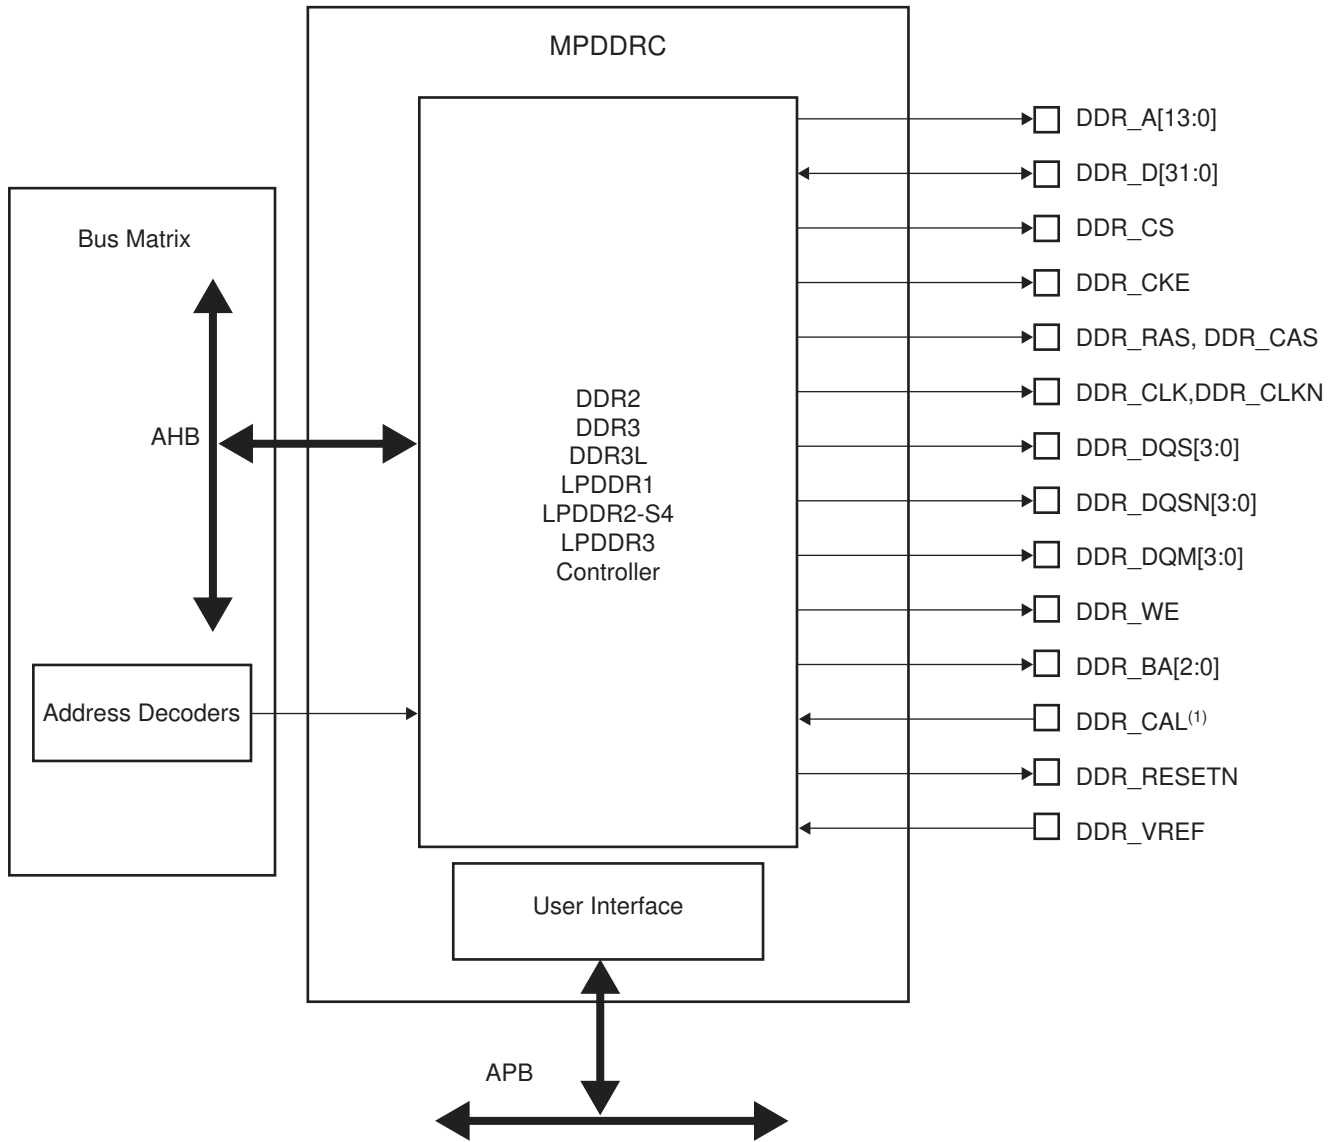 MPDDRC
Bus Matrix
AHB
Address Decoders
DDR2
DDR3
DDR3L
LPDDR1
LPDDR2-S4
LPDDR3
Controller
User Interface
APB
DDR_A[13:0]
DDR_D[31:0]
DDR_CS
DDR_CKE
DDR_RAS, DDR_CAS
DDR_CLK,DDR_CLKN
DDR_DQS[3:0]
DDR_DQSN[3:0]
DDR_DQM[3:0]
DDR_WE
DDR_BA[2:0]
DDR_CAL(1)
DDR_RESETN
DDR_VREF